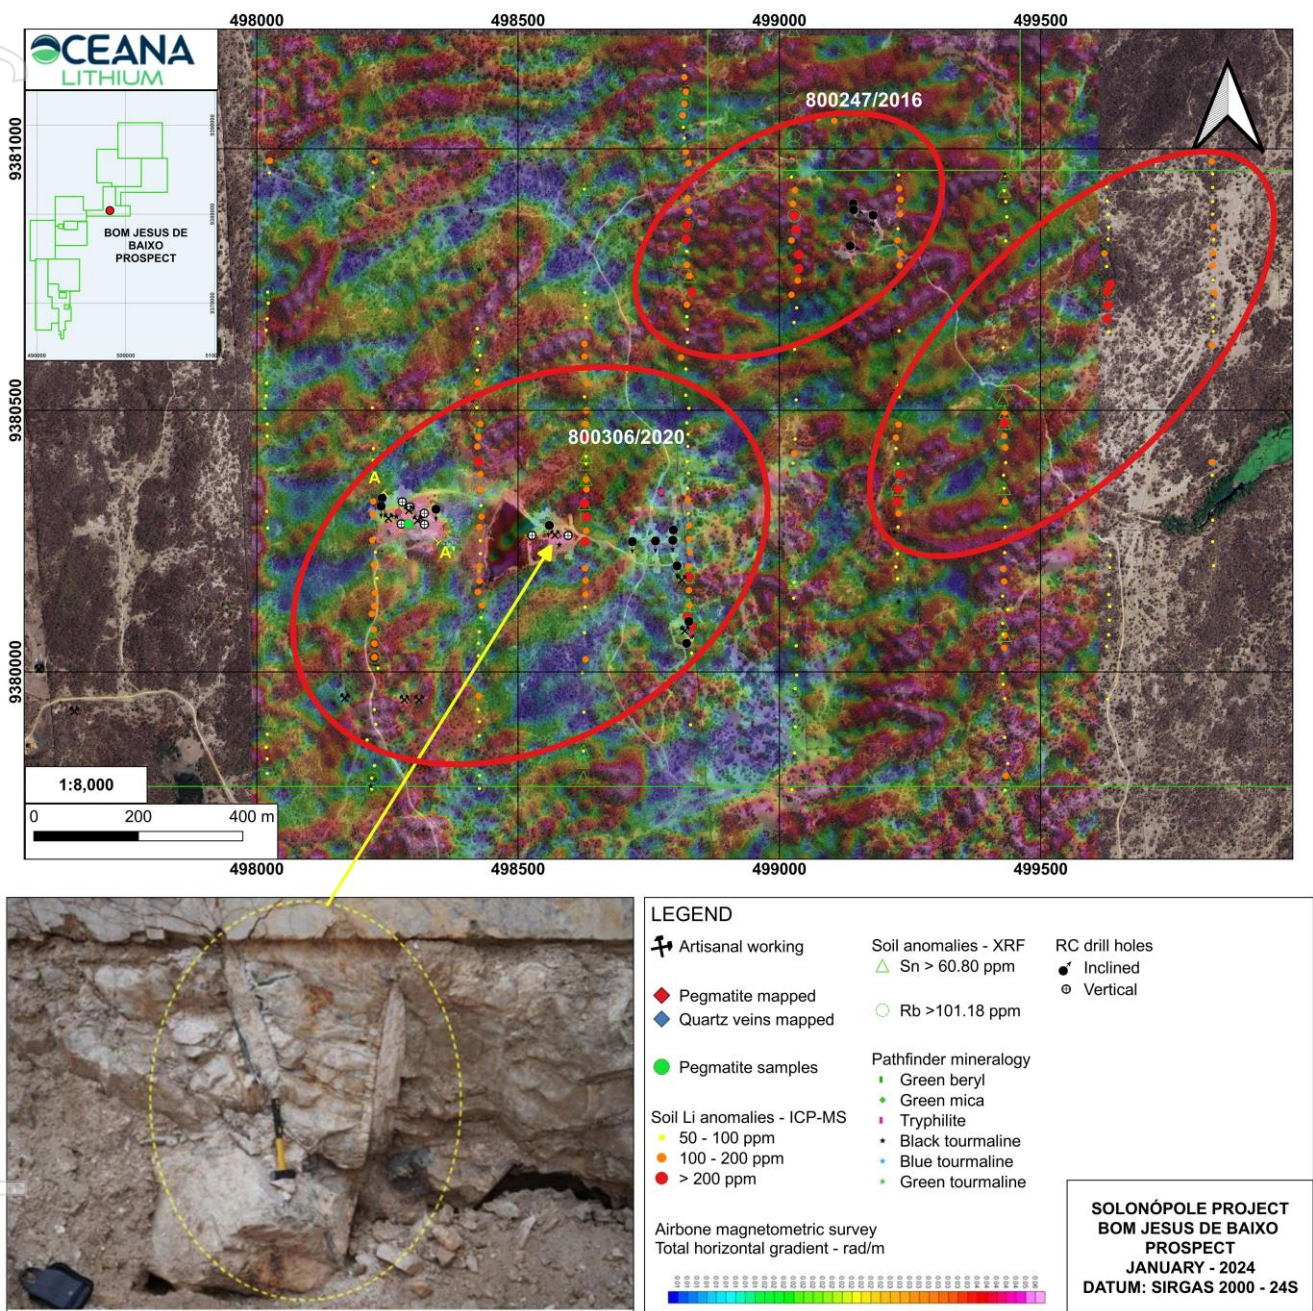 498000
498500
499000
499500
OCEANA
LITHIUM
9381000
9380500
9380000
BOM JESUS DE
BAIXO
PROSPECT
800247/2016
800306/2020
A
A'
1:8,000
0 200 400 m
498000
498500
499000
499500
LEGEND
Artisanal working
Pegmatite mapped
Quartz veins mapped
Pegmatite samples
Soil Li anomalies - ICP-MS
50 - 100 ppm
100 - 200 ppm
> 200 ppm
Soil anomalies - XRF
Sn > 60.80 ppm
Rb >101.18 ppm
Pathfinder mineralogy
Green beryl
Green mica
Tryphilite
Black tourmaline
Blue tourmaline
Green tourmaline
RC drill holes
Inclined
Vertical
Airbone magnetometric survey
Total horizontal gradient - rad/m
SOLONÓPOLE PROJECT
BOM JESUS DE BAIXO
PROSPECT
JANUARY - 2024
DATUM: SIRGAS 2000 - 24S